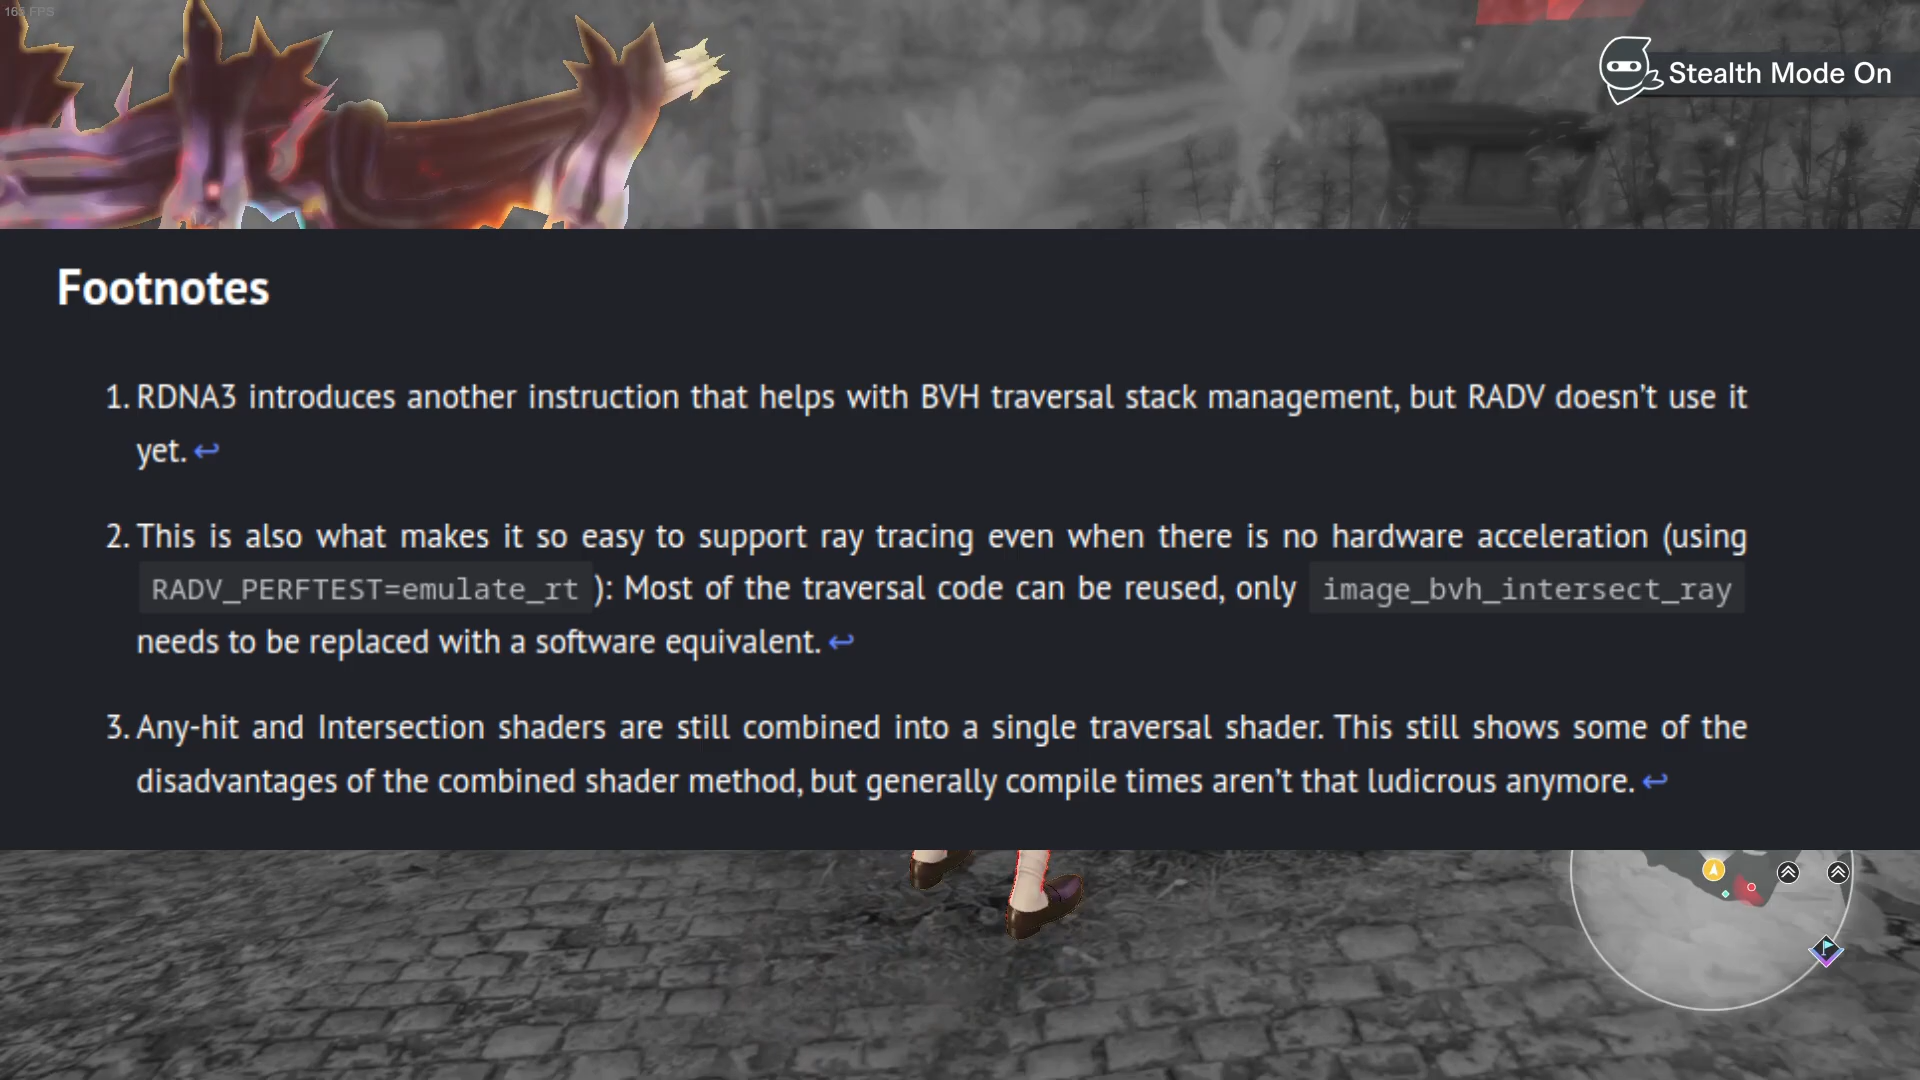 165 FPS
Stealth Mode On
Footnotes
1. RDNA3 introduces another instruction that helps with BVH traversal stack management, but RADV doesn’t use it
yet. ↩
2. This is also what makes it so easy to support ray tracing even when there is no hardware acceleration (using
RADV_PERFTEST=emulate_rt ): Most of the traversal code can be reused, only image_bvh_intersect_ray
needs to be replaced with a software equivalent. ↩
3. Any-hit and Intersection shaders are still combined into a single traversal shader. This still shows some of the
disadvantages of the combined shader method, but generally compile times aren’t that ludicrous anymore. ↩